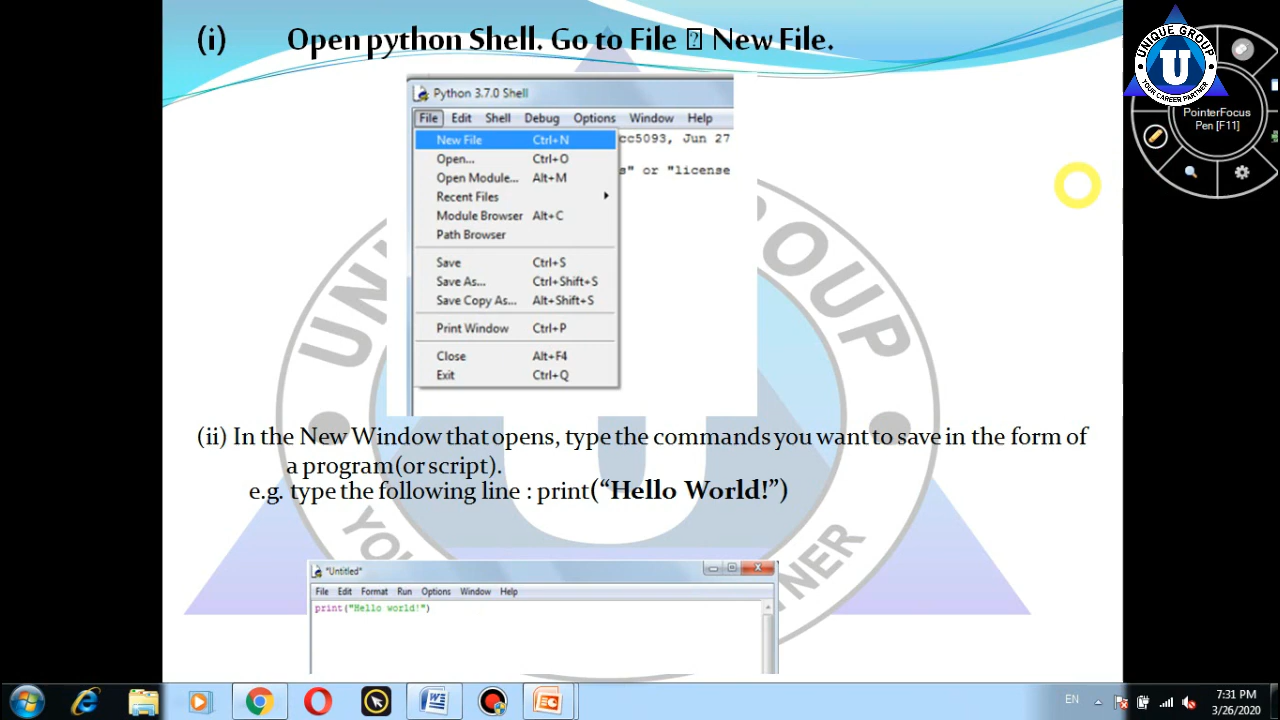 (i) Open python Shell. Go to File ⍰ New File.
Python 3.7.0 Shell
File Edit Shell Debug Options Window Help
New File Ctrl+N
cc5093, Jun 27
Open... Ctrl+O
Open Module... Alt+M
s" or "license
Recent Files
Module Browser Alt+C
Path Browser
Save Ctrl+S
Save As... Ctrl+Shift+S
Save Copy As... Alt+Shift+S
Print Window Ctrl+P
Close Alt+F4
Exit Ctrl+Q
(ii) In the New Window that opens, type the commands you want to save in the form of
a program(or script).
e.g. type the following line : print(“Hello World!”)
*Untitled*
File Edit Format Run Options Window Help
print("Hello world!")
UNIQUE GROUP
U
YOUR CAREER PARTNER
PointerFocus
Pen [F11]
EN
7:31 PM
3/26/2020
UN
OUP
YO
NER